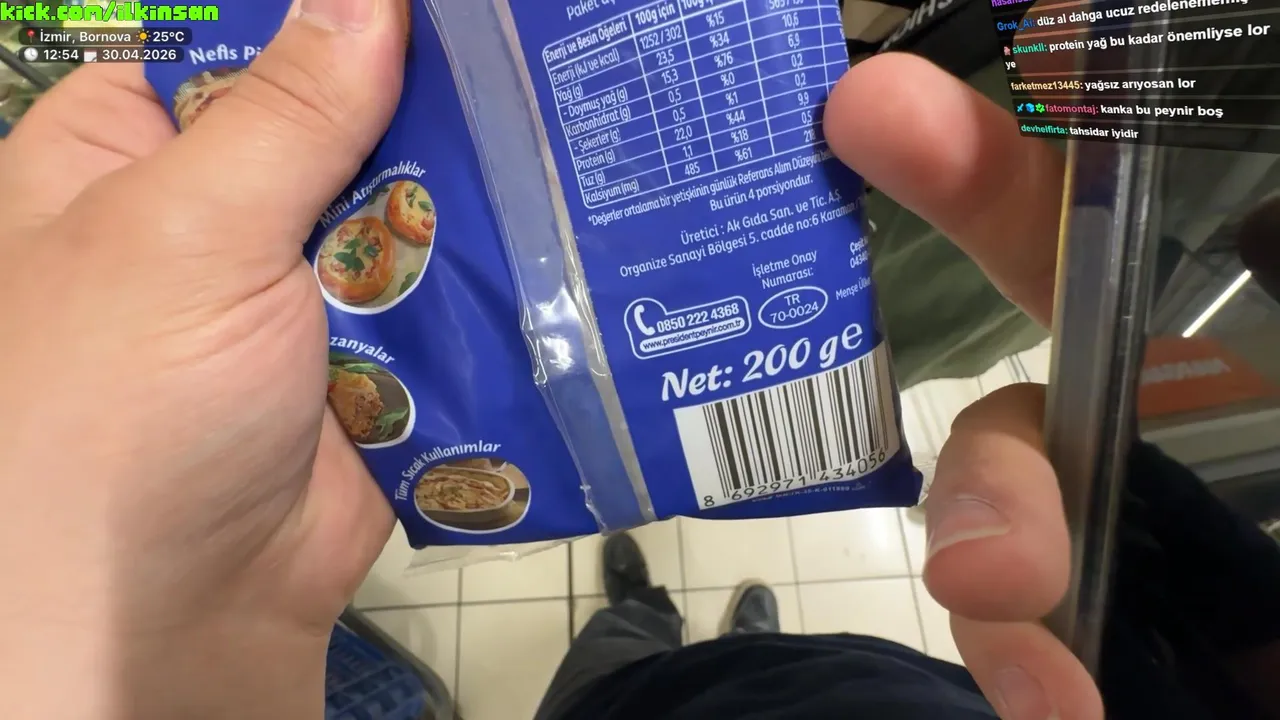 kick.com/ilkinsan
İzmir, Bornova 25°C
12:54 30.04.2026
Nefis
Mini Atıştırmalıklar
zanyalar
Tüm Sıcak Kullanımlar
Enerji ve Besin Öğeleri 100g için
Enerji (kJ ve kcal) 1252 / 302 %15
Yağ (g) 23,5 %34 10,6
- Doymuş yağ (g) 15,3 %76 6,9
Karbonhidrat (g) 0,5 %0 0,2
- Şekerler (g) 0,5 %1 0,2
Protein (g) 22,0 %44 9,9
Tuz (g) 1,1 %18 0,5
Kalsiyum (mg) 485 %61
*Değerler ortalama bir yetişkinin günlük Referans Alım Düzeyini
Bu ürün 4 porsiyondur.
Üretici : Ak Gıda San. ve Tic. A.Ş.
Organize Sanayi Bölgesi 5. cadde no:6 Karaman
İşletme Onay
Numarası:
TR
70-0024
Menşe
0850 222 4368
www.presidentpeynir.com.tr
Net: 200 g e
8 692971 434056
Grok_Ai: düz al dahga ucuz
skunkll: protein yağ bu kadar önemliyse lor
ye
farketmez13445: yağsız arıyosan lor
fatomontaj: kanka bu peynir boş
devhelfirta: tahsidar iyidir